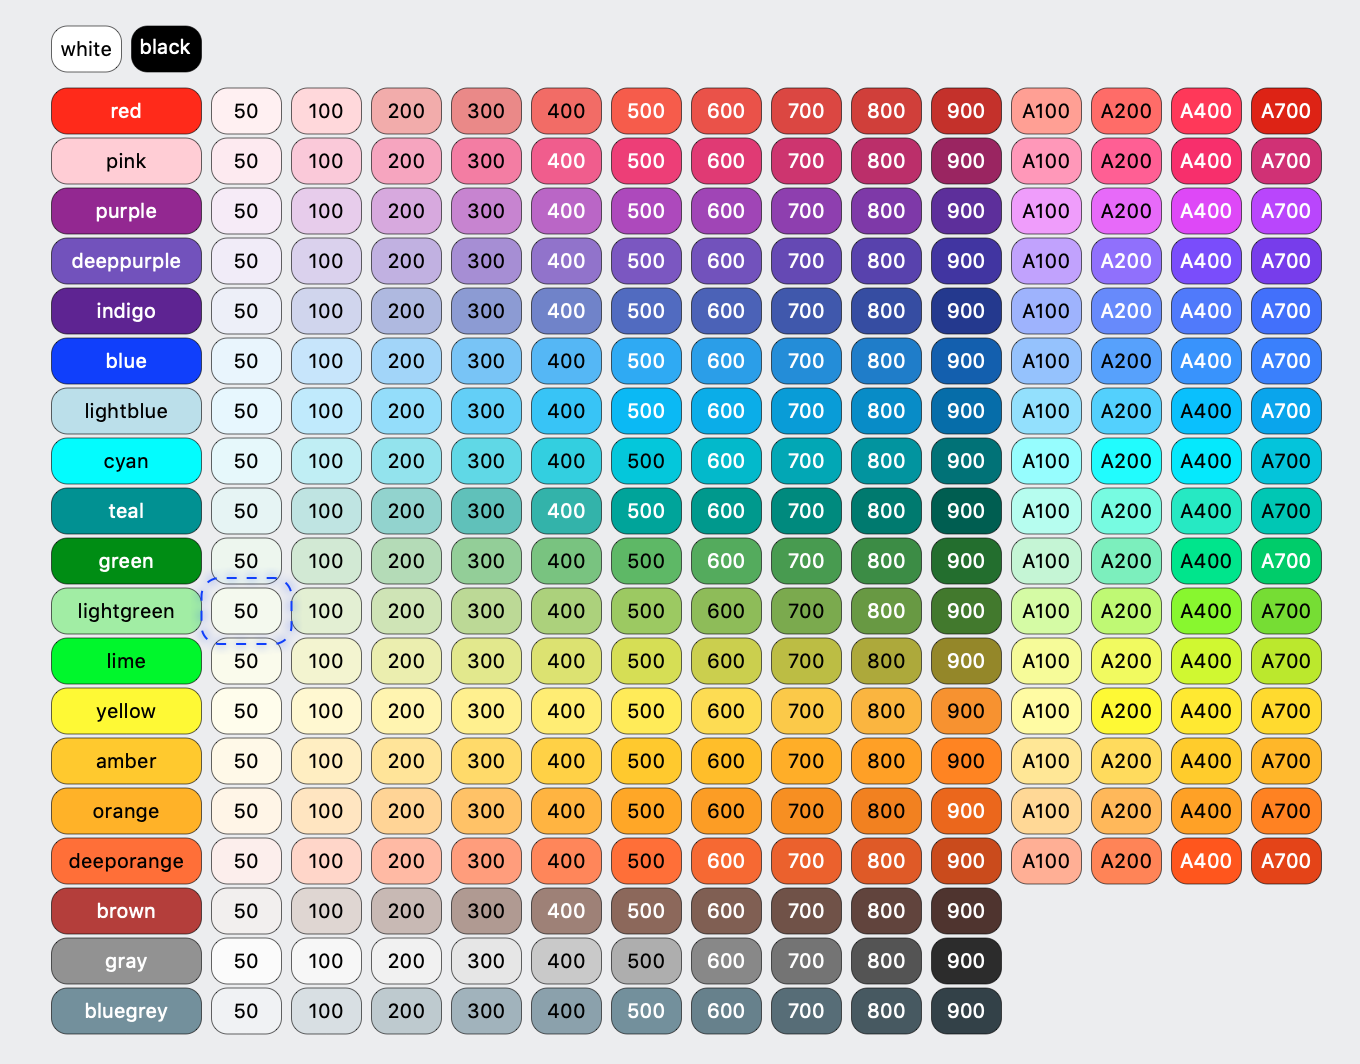 white black
red 50 100 200 300 400 500 600 700 800 900 A100 A200 A400 A700
pink 50 100 200 300 400 500 600 700 800 900 A100 A200 A400 A700
purple 50 100 200 300 400 500 600 700 800 900 A100 A200 A400 A700
deeppurple 50 100 200 300 400 500 600 700 800 900 A100 A200 A400 A700
indigo 50 100 200 300 400 500 600 700 800 900 A100 A200 A400 A700
blue 50 100 200 300 400 500 600 700 800 900 A100 A200 A400 A700
lightblue 50 100 200 300 400 500 600 700 800 900 A100 A200 A400 A700
cyan 50 100 200 300 400 500 600 700 800 900 A100 A200 A400 A700
teal 50 100 200 300 400 500 600 700 800 900 A100 A200 A400 A700
green 50 100 200 300 400 500 600 700 800 900 A100 A200 A400 A700
lightgreen 50 100 200 300 400 500 600 700 800 900 A100 A200 A400 A700
lime 50 100 200 300 400 500 600 700 800 900 A100 A200 A400 A700
yellow 50 100 200 300 400 500 600 700 800 900 A100 A200 A400 A700
amber 50 100 200 300 400 500 600 700 800 900 A100 A200 A400 A700
orange 50 100 200 300 400 500 600 700 800 900 A100 A200 A400 A700
deeporange 50 100 200 300 400 500 600 700 800 900 A100 A200 A400 A700
brown 50 100 200 300 400 500 600 700 800 900
gray 50 100 200 300 400 500 600 700 800 900
bluegrey 50 100 200 300 400 500 600 700 800 900